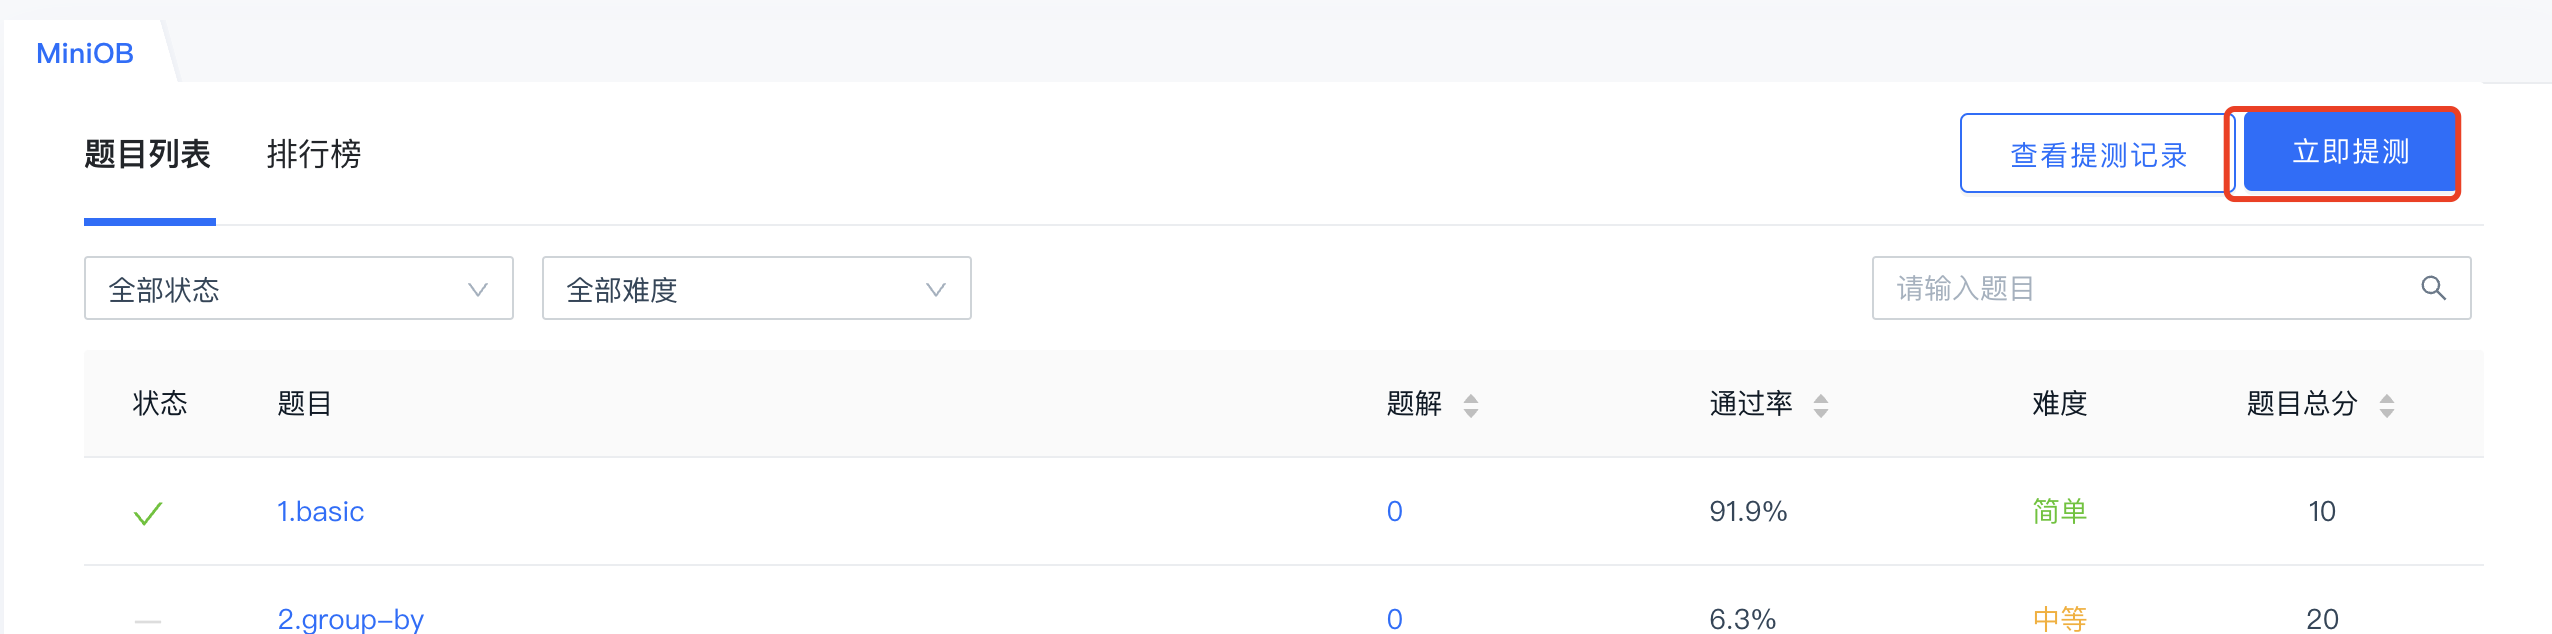 MiniOB
题目列表 排行榜 查看提测记录 立即提测
全部状态 全部难度 请输入题目
状态 题目 题解 通过率 难度 题目总分
1.basic 0 91.9% 简单 10
2.group-by 0 6.3% 中等 20